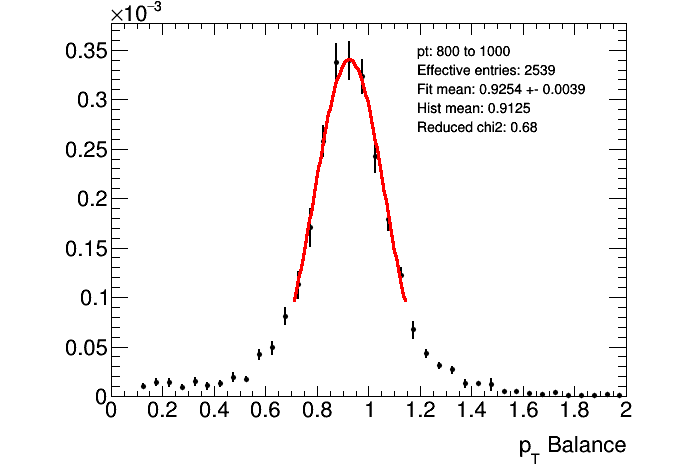 ×10⁻³
pt: 800 to 1000
Effective entries: 2539
Fit mean: 0.9254 +- 0.0039
Hist mean: 0.9125
Reduced chi2: 0.68
0.35
0.3
0.25
0.2
0.15
0.1
0.05
0
0 0.2 0.4 0.6 0.8 1 1.2 1.4 1.6 1.8 2
p_T Balance